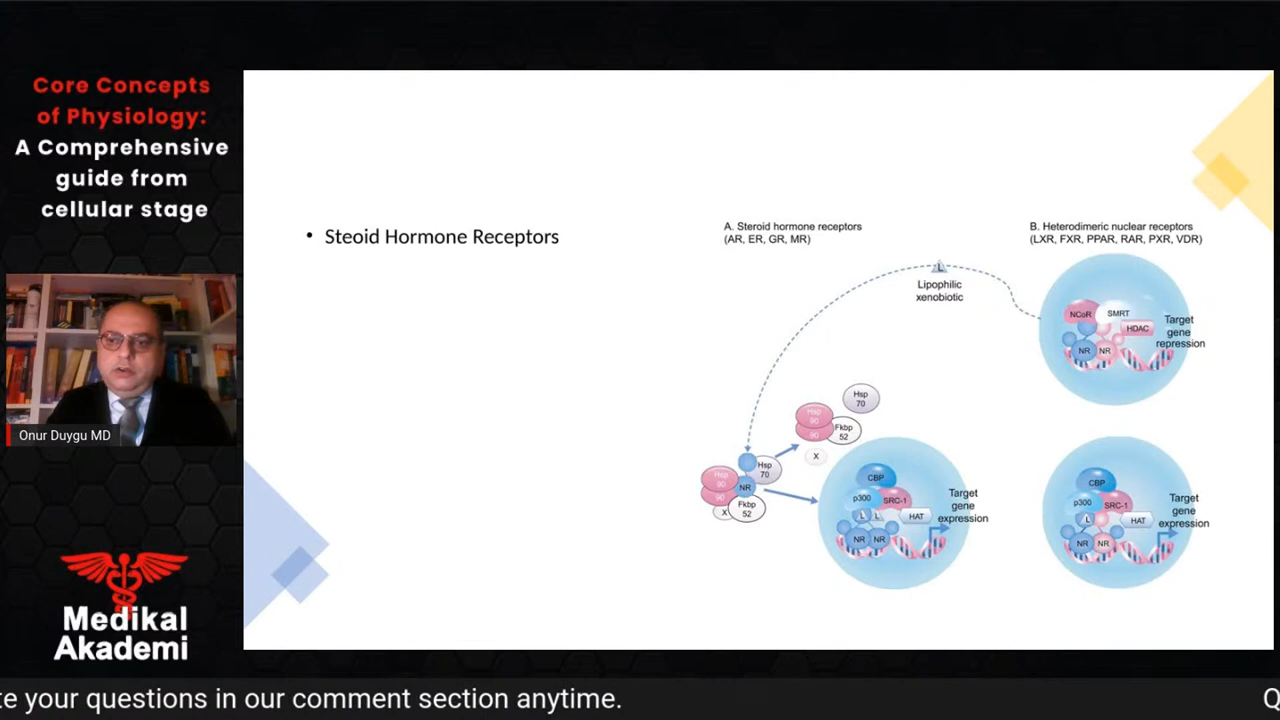 Core Concepts
of Physiology:
A Comprehensive
guide from
cellular stage
Onur Duygu MD
Medikal
Akademi
• Steoid Hormone Receptors
A. Steroid hormone receptors
(AR, ER, GR, MR)
B. Heterodimeric nuclear receptors
(LXR, FXR, PPAR, RAR, PXR, VDR)
L
Lipophilic
xenobiotic
NCoR
SMRT
HDAC
NR
NR
Target
gene
repression
Hsp
70
Hsp
90
90
Fkbp
52
X
Hsp
90
90
Hsp
70
NR
X
Fkbp
52
CBP
p300
SRC-1
L
L
HAT
NR
NR
Target
gene
expression
CBP
p300
SRC-1
L
HAT
NR
NR
Target
gene
expression
te your questions in our comment section anytime.
Q